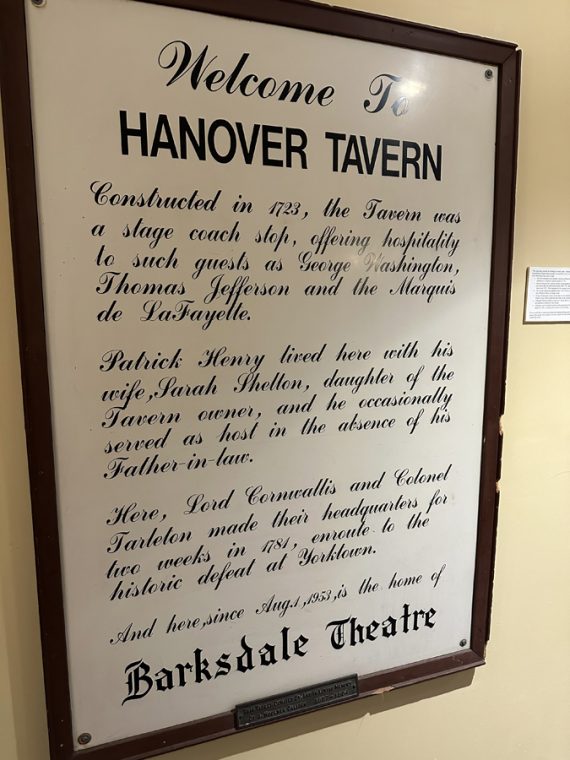 Welcome To
HANOVER TAVERN
Constructed in 1723, the Tavern was
a stage coach stop, offering hospitality
to such guests as George Washington,
Thomas Jefferson and the Marquis
de LaFayette.
Patrick Henry lived here with his
wife, Sarah Shelton, daughter of the
Tavern owner, and he occasionally
served as host in the absence of his
Father-in-law.
Here, Lord Cornwallis and Colonel
Tarleton made their headquarters for
two weeks in 1781, enroute to the
historic defeat at Yorktown.
And here, since Aug.1, 1953, is the home of
Barksdale Theatre